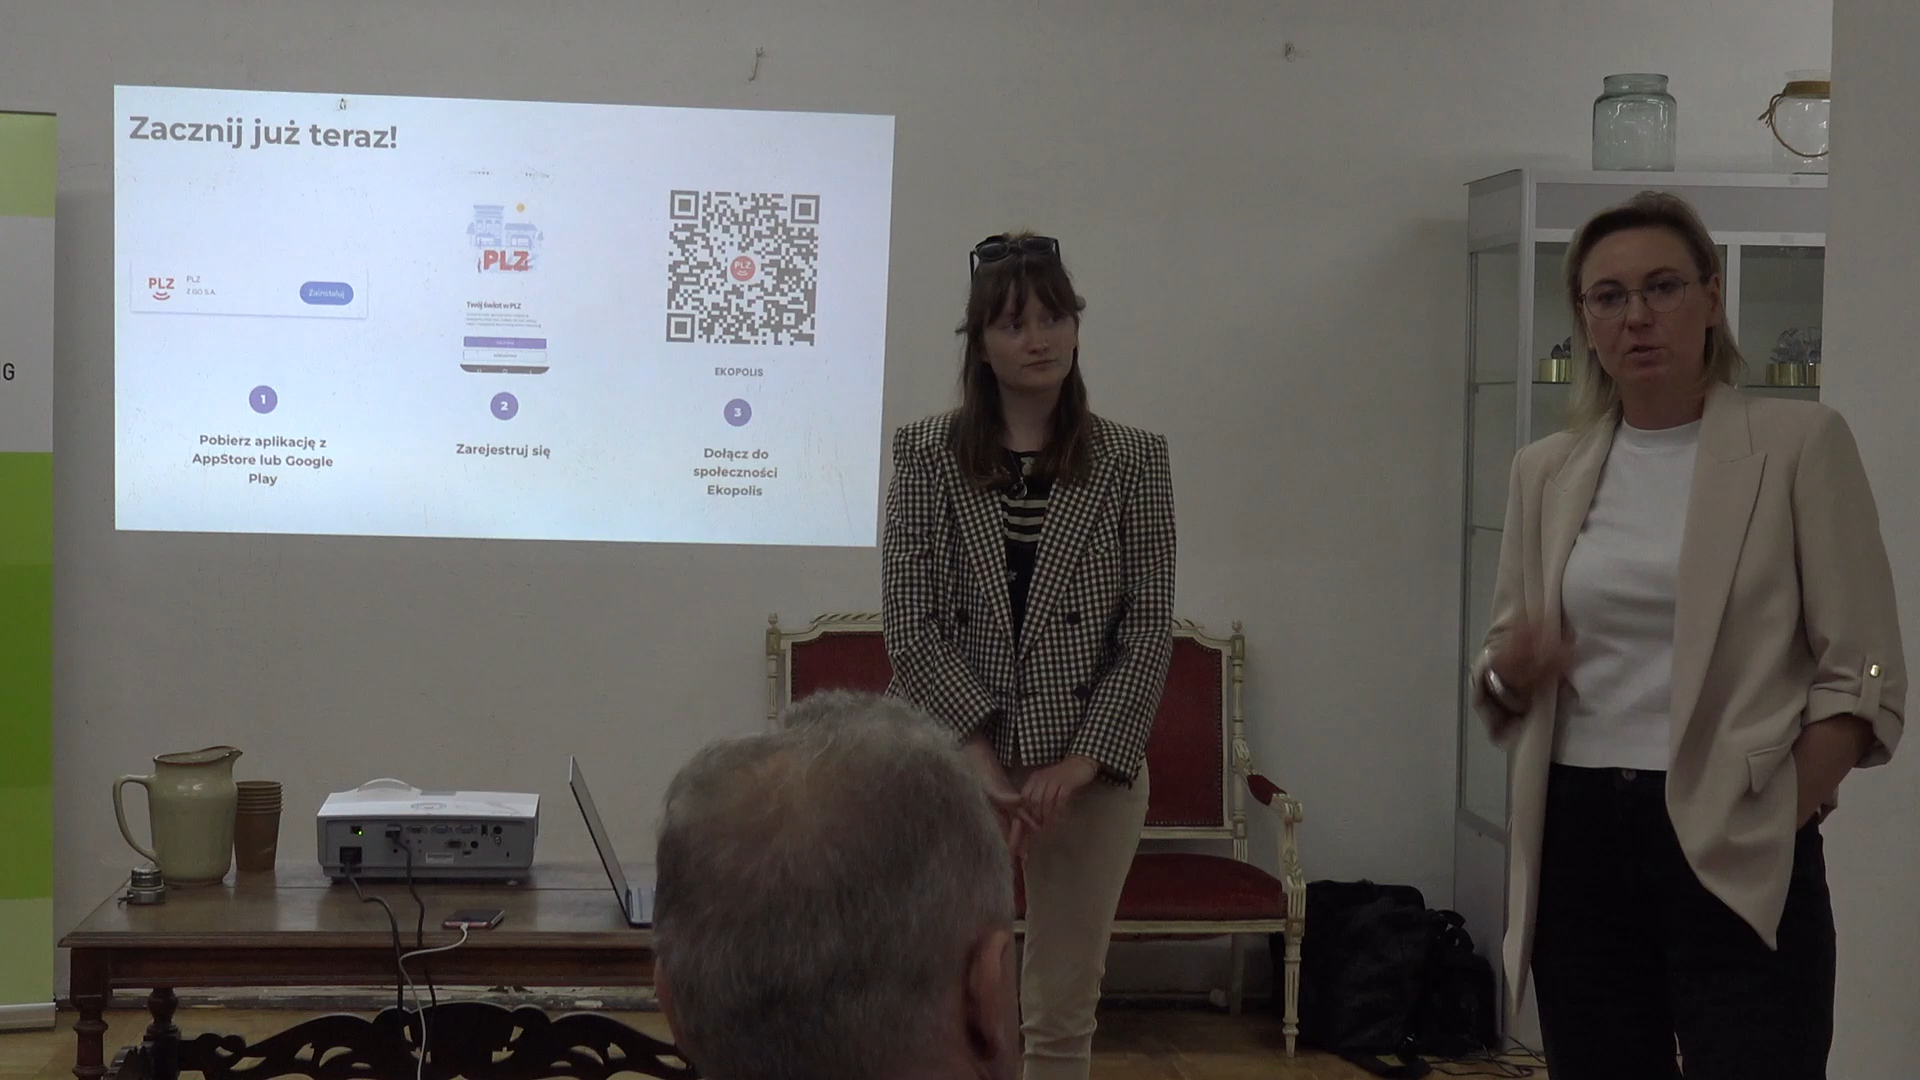 Zacznij już teraz!
PLZ
PLZ
Z GO S.A.
Zainstaluj
PLZ
Twój świat w PLZ
PLZ
EKOPOLIS
1
Pobierz aplikację z
AppStore lub Google
Play
2
Zarejestruj się
3
Dołącz do
społeczności
Ekopolis
G